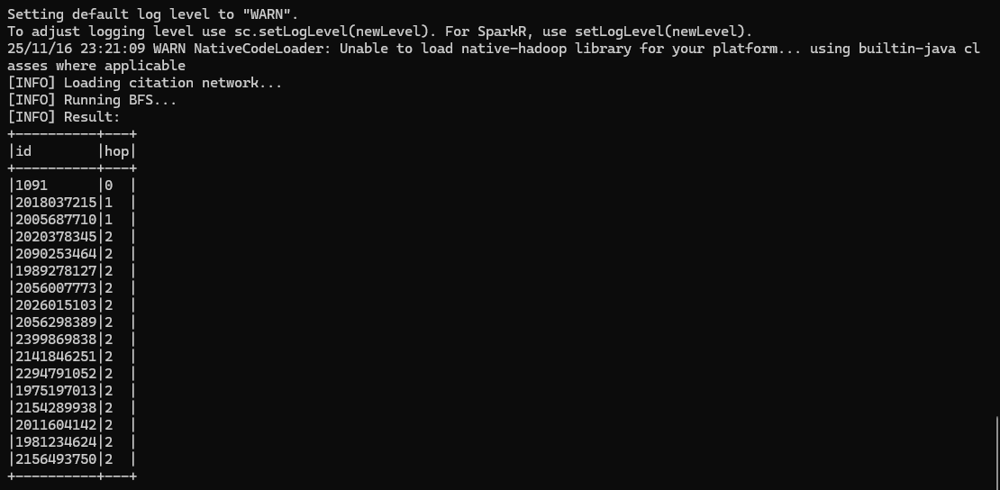 Setting default log level to "WARN".
To adjust logging level use sc.setLogLevel(newLevel). For SparkR, use setLogLevel(newLevel).
25/11/16 23:21:09 WARN NativeCodeLoader: Unable to load native-hadoop library for your platform... using builtin-java cl
asses where applicable
[INFO] Loading citation network...
[INFO] Running BFS...
[INFO] Result:
+----------+---+
|id        |hop|
+----------+---+
|1091      |0  |
|2018037215|1  |
|2005687710|1  |
|2020378345|2  |
|2090253464|2  |
|1989278127|2  |
|2056007773|2  |
|2026015103|2  |
|2056298389|2  |
|2399869838|2  |
|2141846251|2  |
|2294791052|2  |
|1975197013|2  |
|2154289938|2  |
|2011604142|2  |
|1981234624|2  |
|2156493750|2  |
+----------+---+